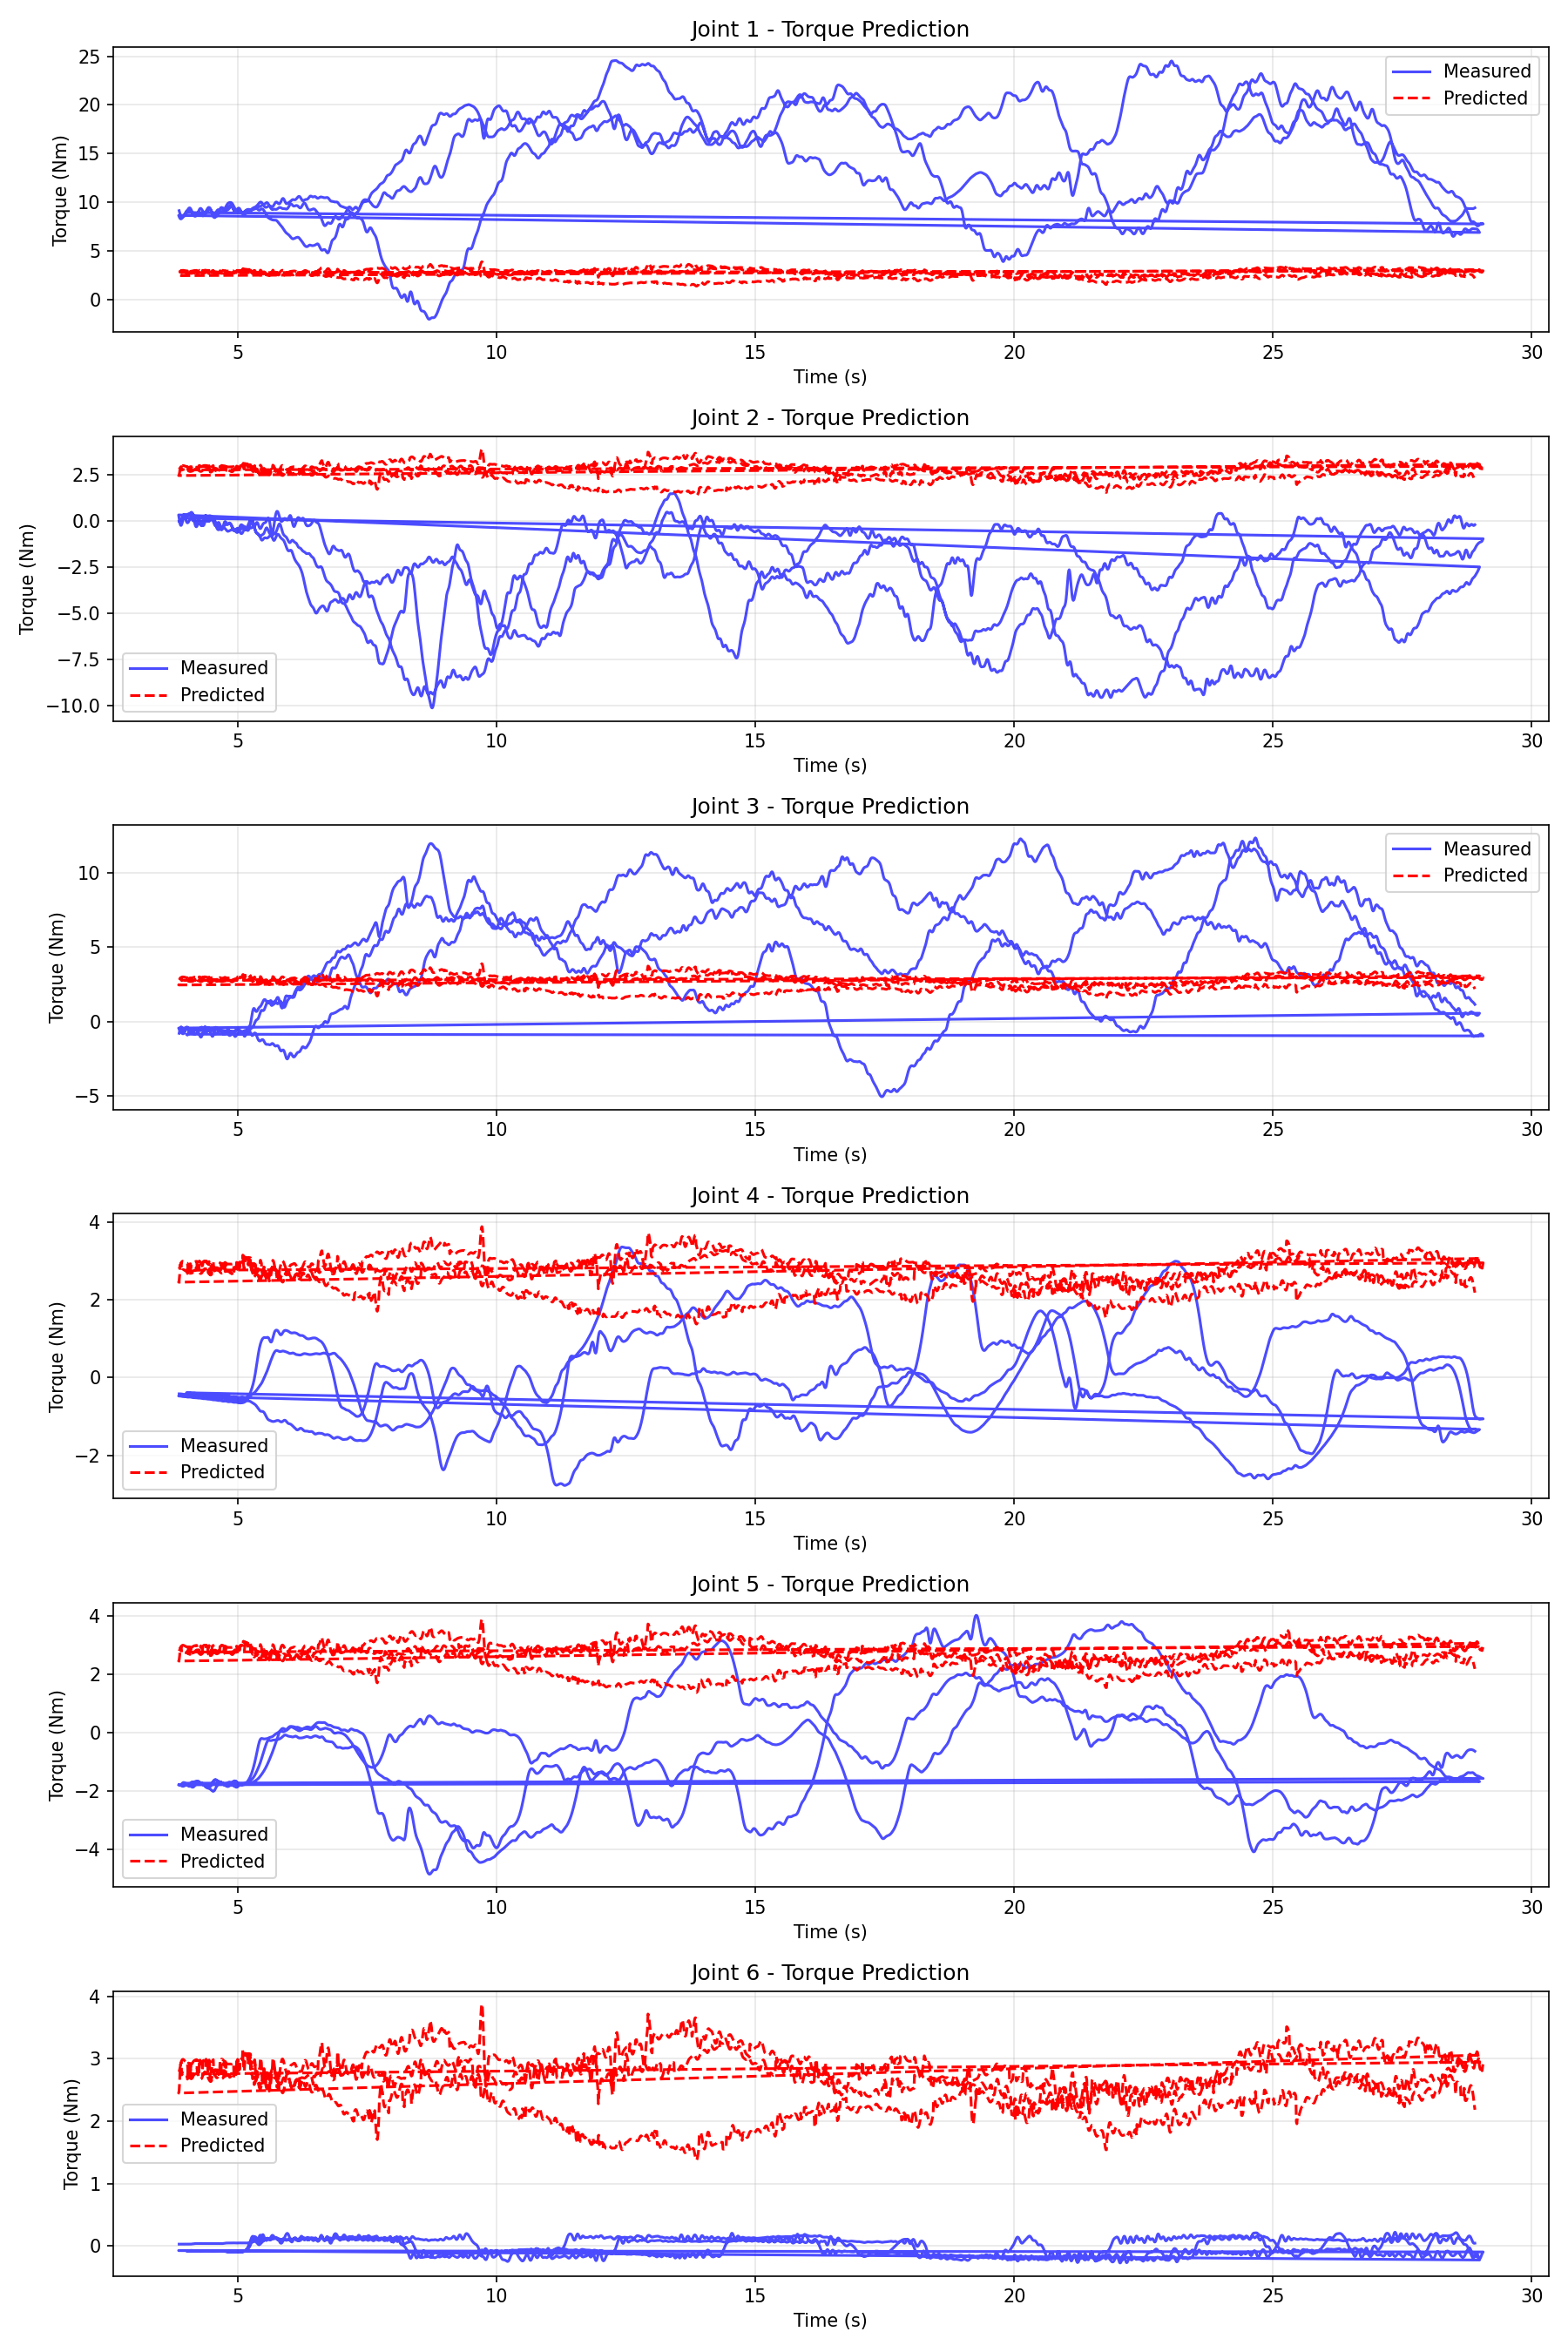 Joint 1 - Torque Prediction
Torque (Nm)
25
20
15
10
5
0
Measured
Predicted
5 10 15 20 25 30
Time (s)
Joint 2 - Torque Prediction
Torque (Nm)
2.5
0.0
−2.5
−5.0
−7.5
−10.0
Measured
Predicted
5 10 15 20 25 30
Time (s)
Joint 3 - Torque Prediction
Torque (Nm)
10
5
0
−5
Measured
Predicted
5 10 15 20 25 30
Time (s)
Joint 4 - Torque Prediction
Torque (Nm)
4
2
0
−2
Measured
Predicted
5 10 15 20 25 30
Time (s)
Joint 5 - Torque Prediction
Torque (Nm)
4
2
0
−2
−4
Measured
Predicted
5 10 15 20 25 30
Time (s)
Joint 6 - Torque Prediction
Torque (Nm)
4
3
2
1
0
Measured
Predicted
5 10 15 20 25 30
Time (s)